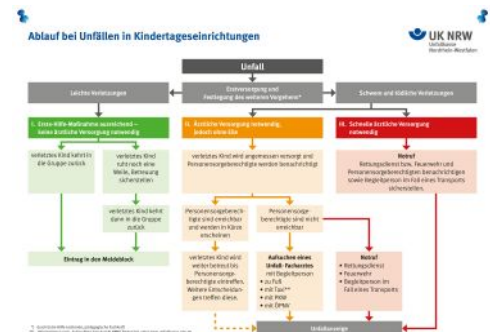 Ablauf bei Unfällen in Kindertageseinrichtungen
UK NRW
Unfallkasse
Nordrhein-Westfalen
Unfall
Leichte Verletzungen
Erstversorgung und
Festlegung des weiteren Vorgehens*
Schwere und tödliche Verletzungen
I. Erste-Hilfe-Maßnahme ausreichend –
keine ärztliche Versorgung notwendig
II. Ärztliche Versorgung notwendig,
jedoch ohne Eile
III. Schnelle ärztliche Versorgung
notwendig
verletztes Kind kehrt in
die Gruppe zurück
verletztes Kind
ruht noch eine
Weile, Betreuung
sicherstellen
verletztes Kind wird angemessen versorgt und
Personensorgeberechtigte werden benachrichtigt
Notruf
Rettungsdienst bzw. Feuerwehr und
Personensorgeberechtigten benachrichtigen
sowie Begleitperson im Fall eines Transports
sicherstellen.
verletztes Kind kehrt
dann in die Gruppe
zurück
Personensorgeberech-
tigte sind erreichbar
und werden in Kürze
erscheinen
Personensorge-
berechtigte sind nicht
erreichbar
Eintrag in den Meldeblock
verletztes Kind wird
weiter betreut bis
Personensorge-
berechtigte eintreffen.
Weitere Entscheidun-
gen treffen diese.
Aufsuchen eines
Unfall-Facharztes
mit Begleitperson
• zu Fuß
• mit Taxi**
• mit PKW
• mit ÖPNV
Notruf
• Rettungsdienst
• Feuerwehr
• Begleitperson im
Fall eines Transports
Unfallanzeige